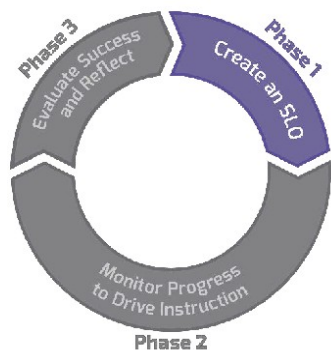 Phase 1
Create an SLO
Phase 2
Monitor Progress
to Drive Instruction
Phase 3
Evaluate Success
and Reflect